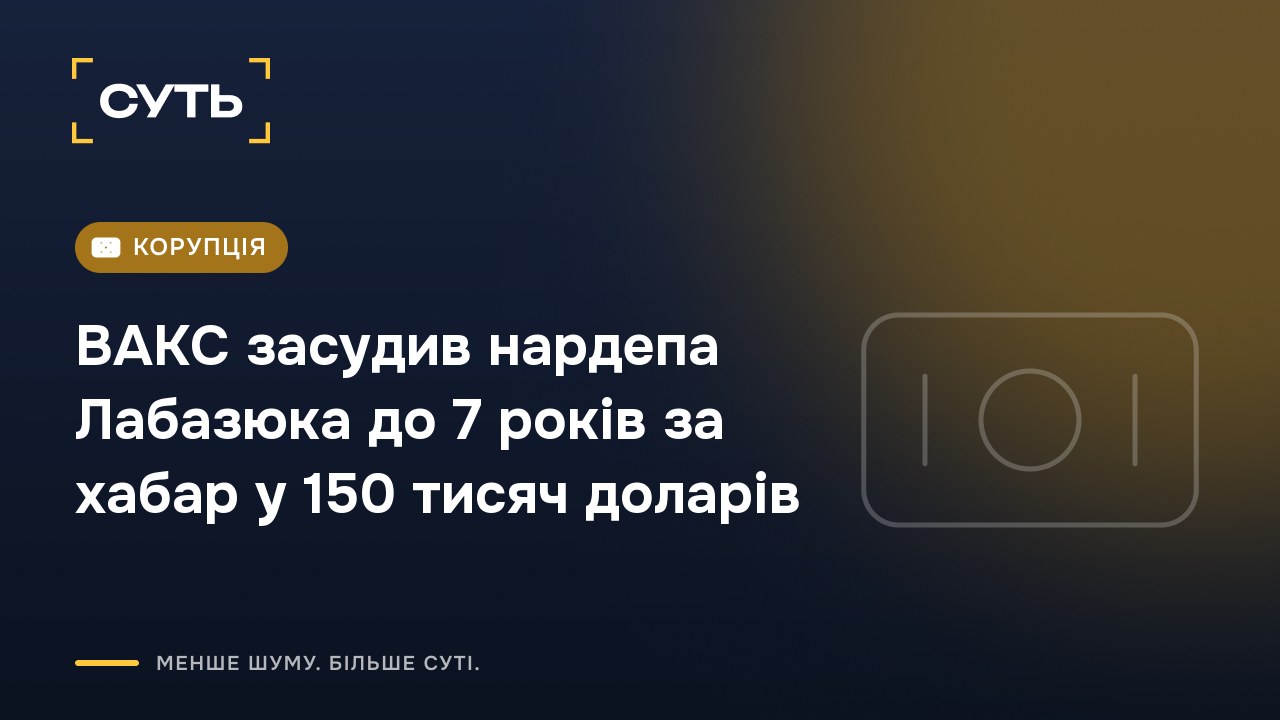 СУТЬ
КОРУПЦІЯ
ВАКС засудив нардепа
Лабазюка до 7 років за
хабар у 150 тисяч доларів
МЕНШЕ ШУМУ. БІЛЬШЕ СУТІ.